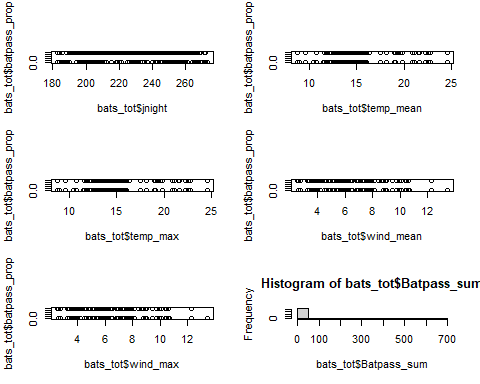 bats_tot$batpass_prop
0.0
180 200 220 240 260
bats_tot$jnight
bats_tot$batpass_prop
0.0
10 15 20 25
bats_tot$temp_mean
bats_tot$batpass_prop
0.0
10 15 20 25
bats_tot$temp_max
bats_tot$batpass_prop
0.0
4 6 8 10 12
bats_tot$wind_mean
bats_tot$batpass_prop
0.0
4 6 8 10 12
bats_tot$wind_max
Histogram of bats_tot$Batpass_sum
Frequency
0
0 100 300 500 700
bats_tot$Batpass_sum